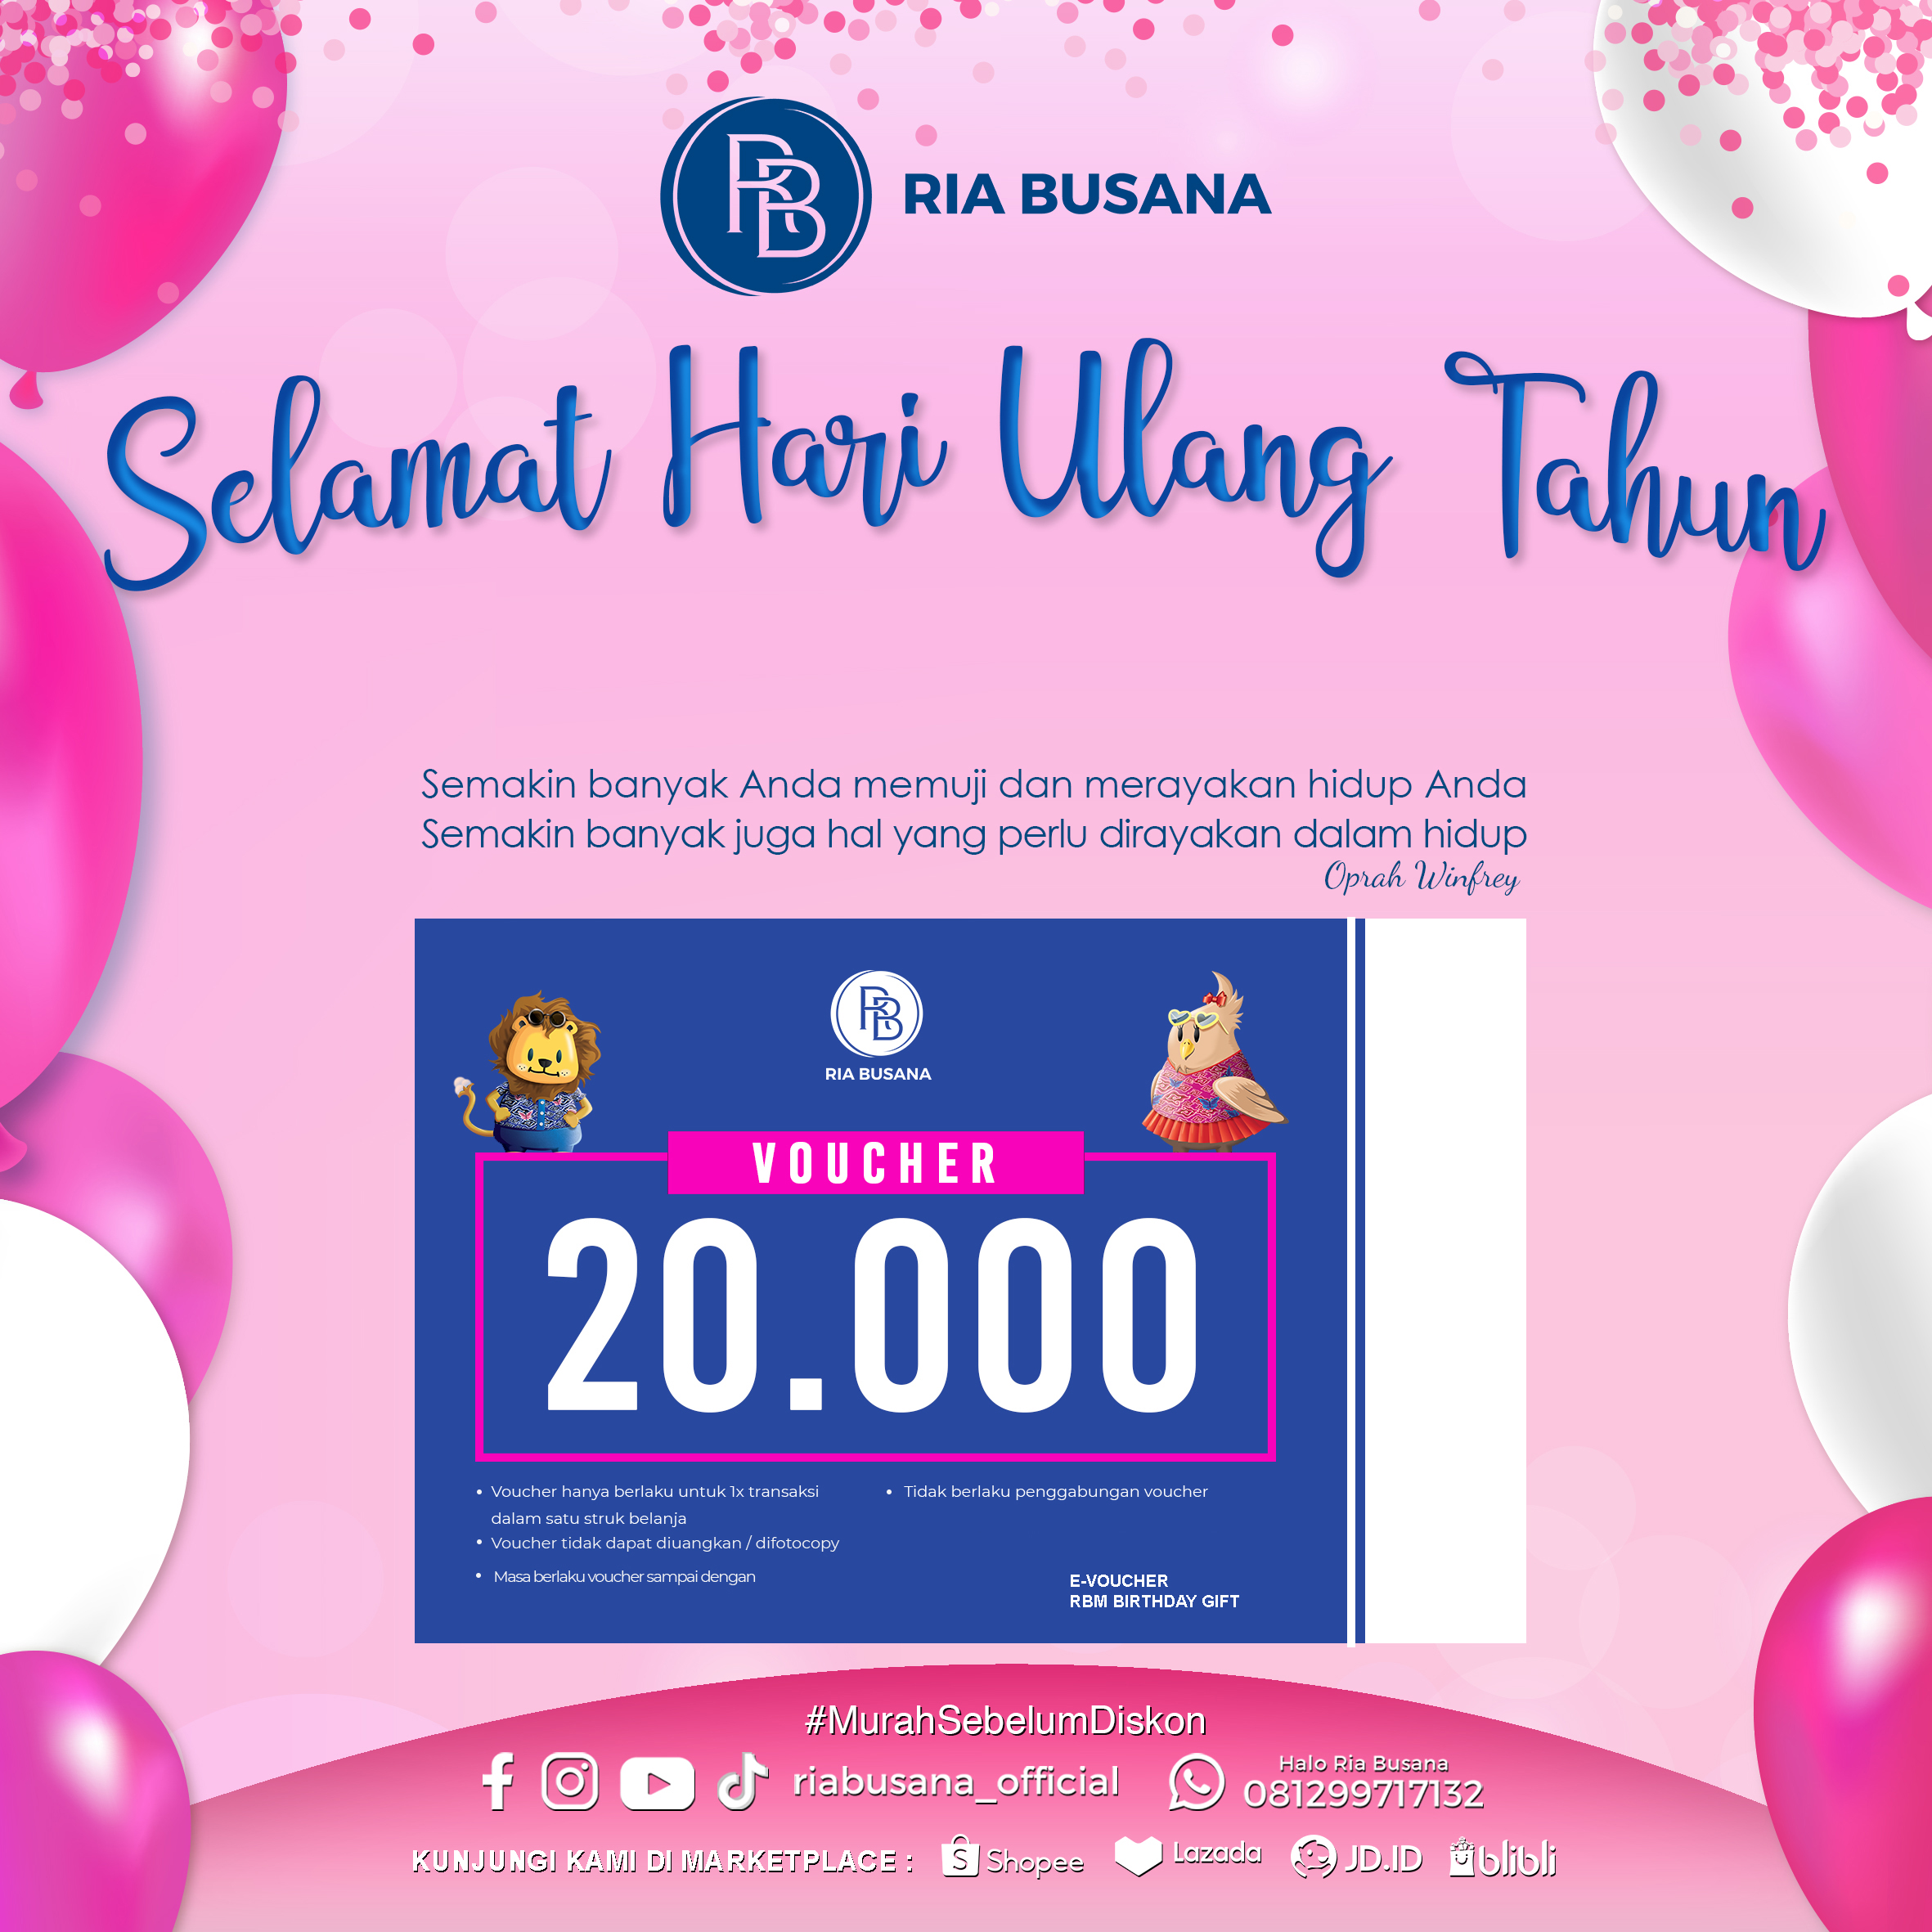 RB
RIA BUSANA
Selamat Hari Ulang Tahun
Semakin banyak Anda memuji dan merayakan hidup Anda
Semakin banyak juga hal yang perlu dirayakan dalam hidup
Oprah Winfrey
RB
RIA BUSANA
VOUCHER
20.000
• Voucher hanya berlaku untuk 1x transaksi
dalam satu struk belanja
• Voucher tidak dapat diuangkan / difotocopy
• Masa berlaku voucher sampai dengan
• Tidak berlaku penggabungan voucher
E-VOUCHER
RBM BIRTHDAY GIFT
#MurahSebelumDiskon
riabusana_official
Halo Ria Busana
081299717132
KUNJUNGI KAMI DI MARKETPLACE : Shopee Lazada JD.ID blibli